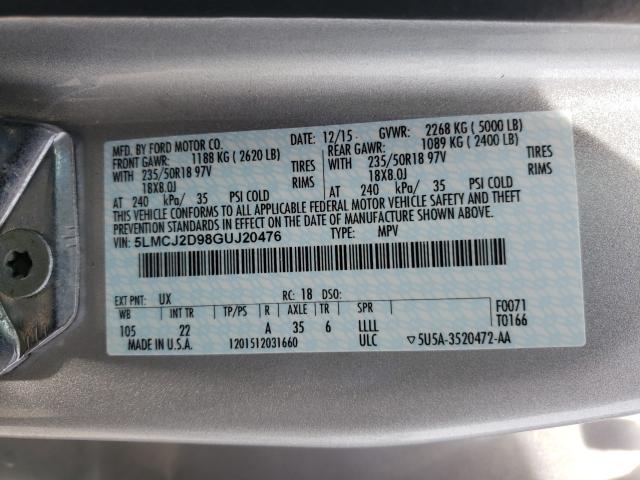 MFD. BY FORD MOTOR CO. DATE: 12/15 GVWR: 2268 KG ( 5000 LB)
FRONT GAWR: 1188 KG ( 2620 LB) REAR GAWR: 1089 KG ( 2400 LB)
WITH 235/50R18 97V TIRES WITH 235/50R18 97V TIRES
18X8.0J RIMS 18X8.0J RIMS
AT 240 kPa/ 35 PSI COLD AT 240 kPa/ 35 PSI COLD
THIS VEHICLE CONFORMS TO ALL APPLICABLE FEDERAL MOTOR VEHICLE SAFETY AND THEFT
PREVENTION STANDARDS IN EFFECT ON THE DATE OF MANUFACTURE SHOWN ABOVE.
VIN: 5LMCJ2D98GUJ20476 TYPE: MPV
EXT PNT: UX RC: 18 DSO: F0071
WB INT TR TP/PS R AXLE TR SPR T0166
105 22 A 35 6 LLLL
MADE IN U.S.A. 1201512031660 ULC ▽5U5A-3520472-AA